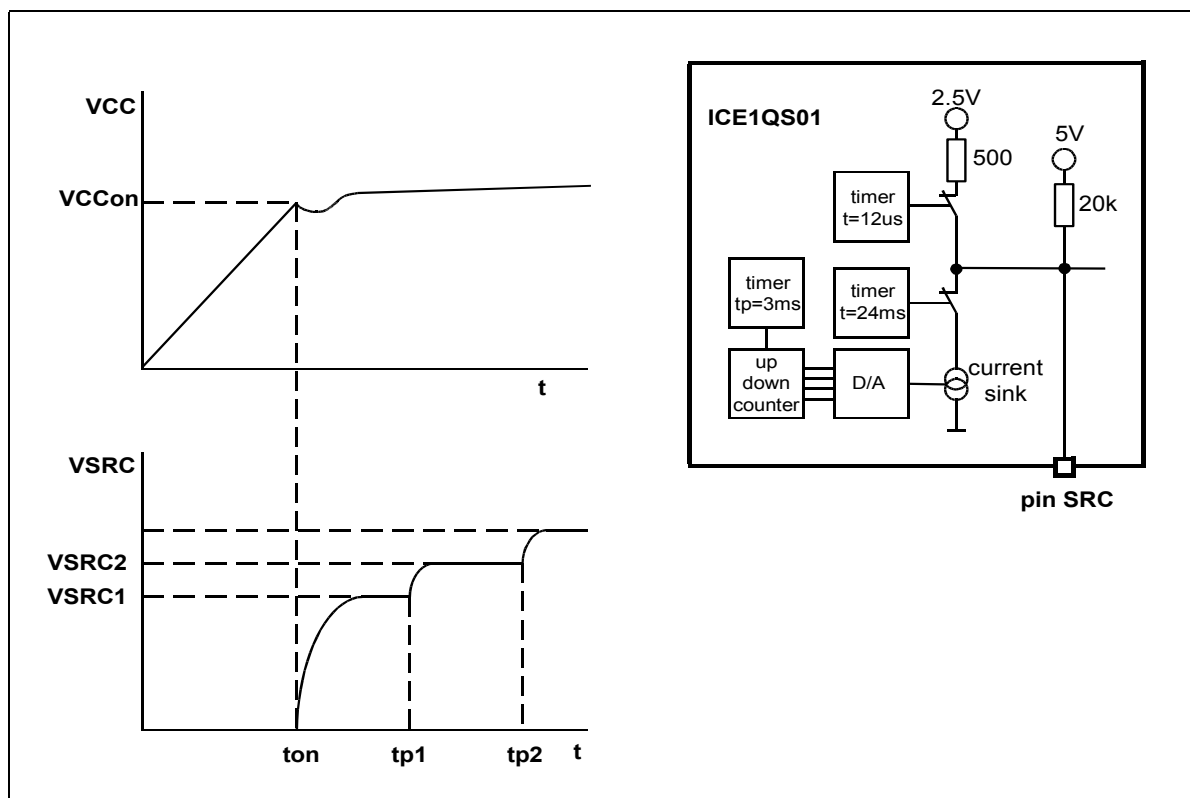 VCC
VCCon
t
VSRC
VSRC2
VSRC1
ton
tp1
tp2
t
ICE1QS01
2.5V
500
5V
20k
timer
t=12us
timer
tp=3ms
timer
t=24ms
up
down
counter
D/A
current
sink
pin SRC